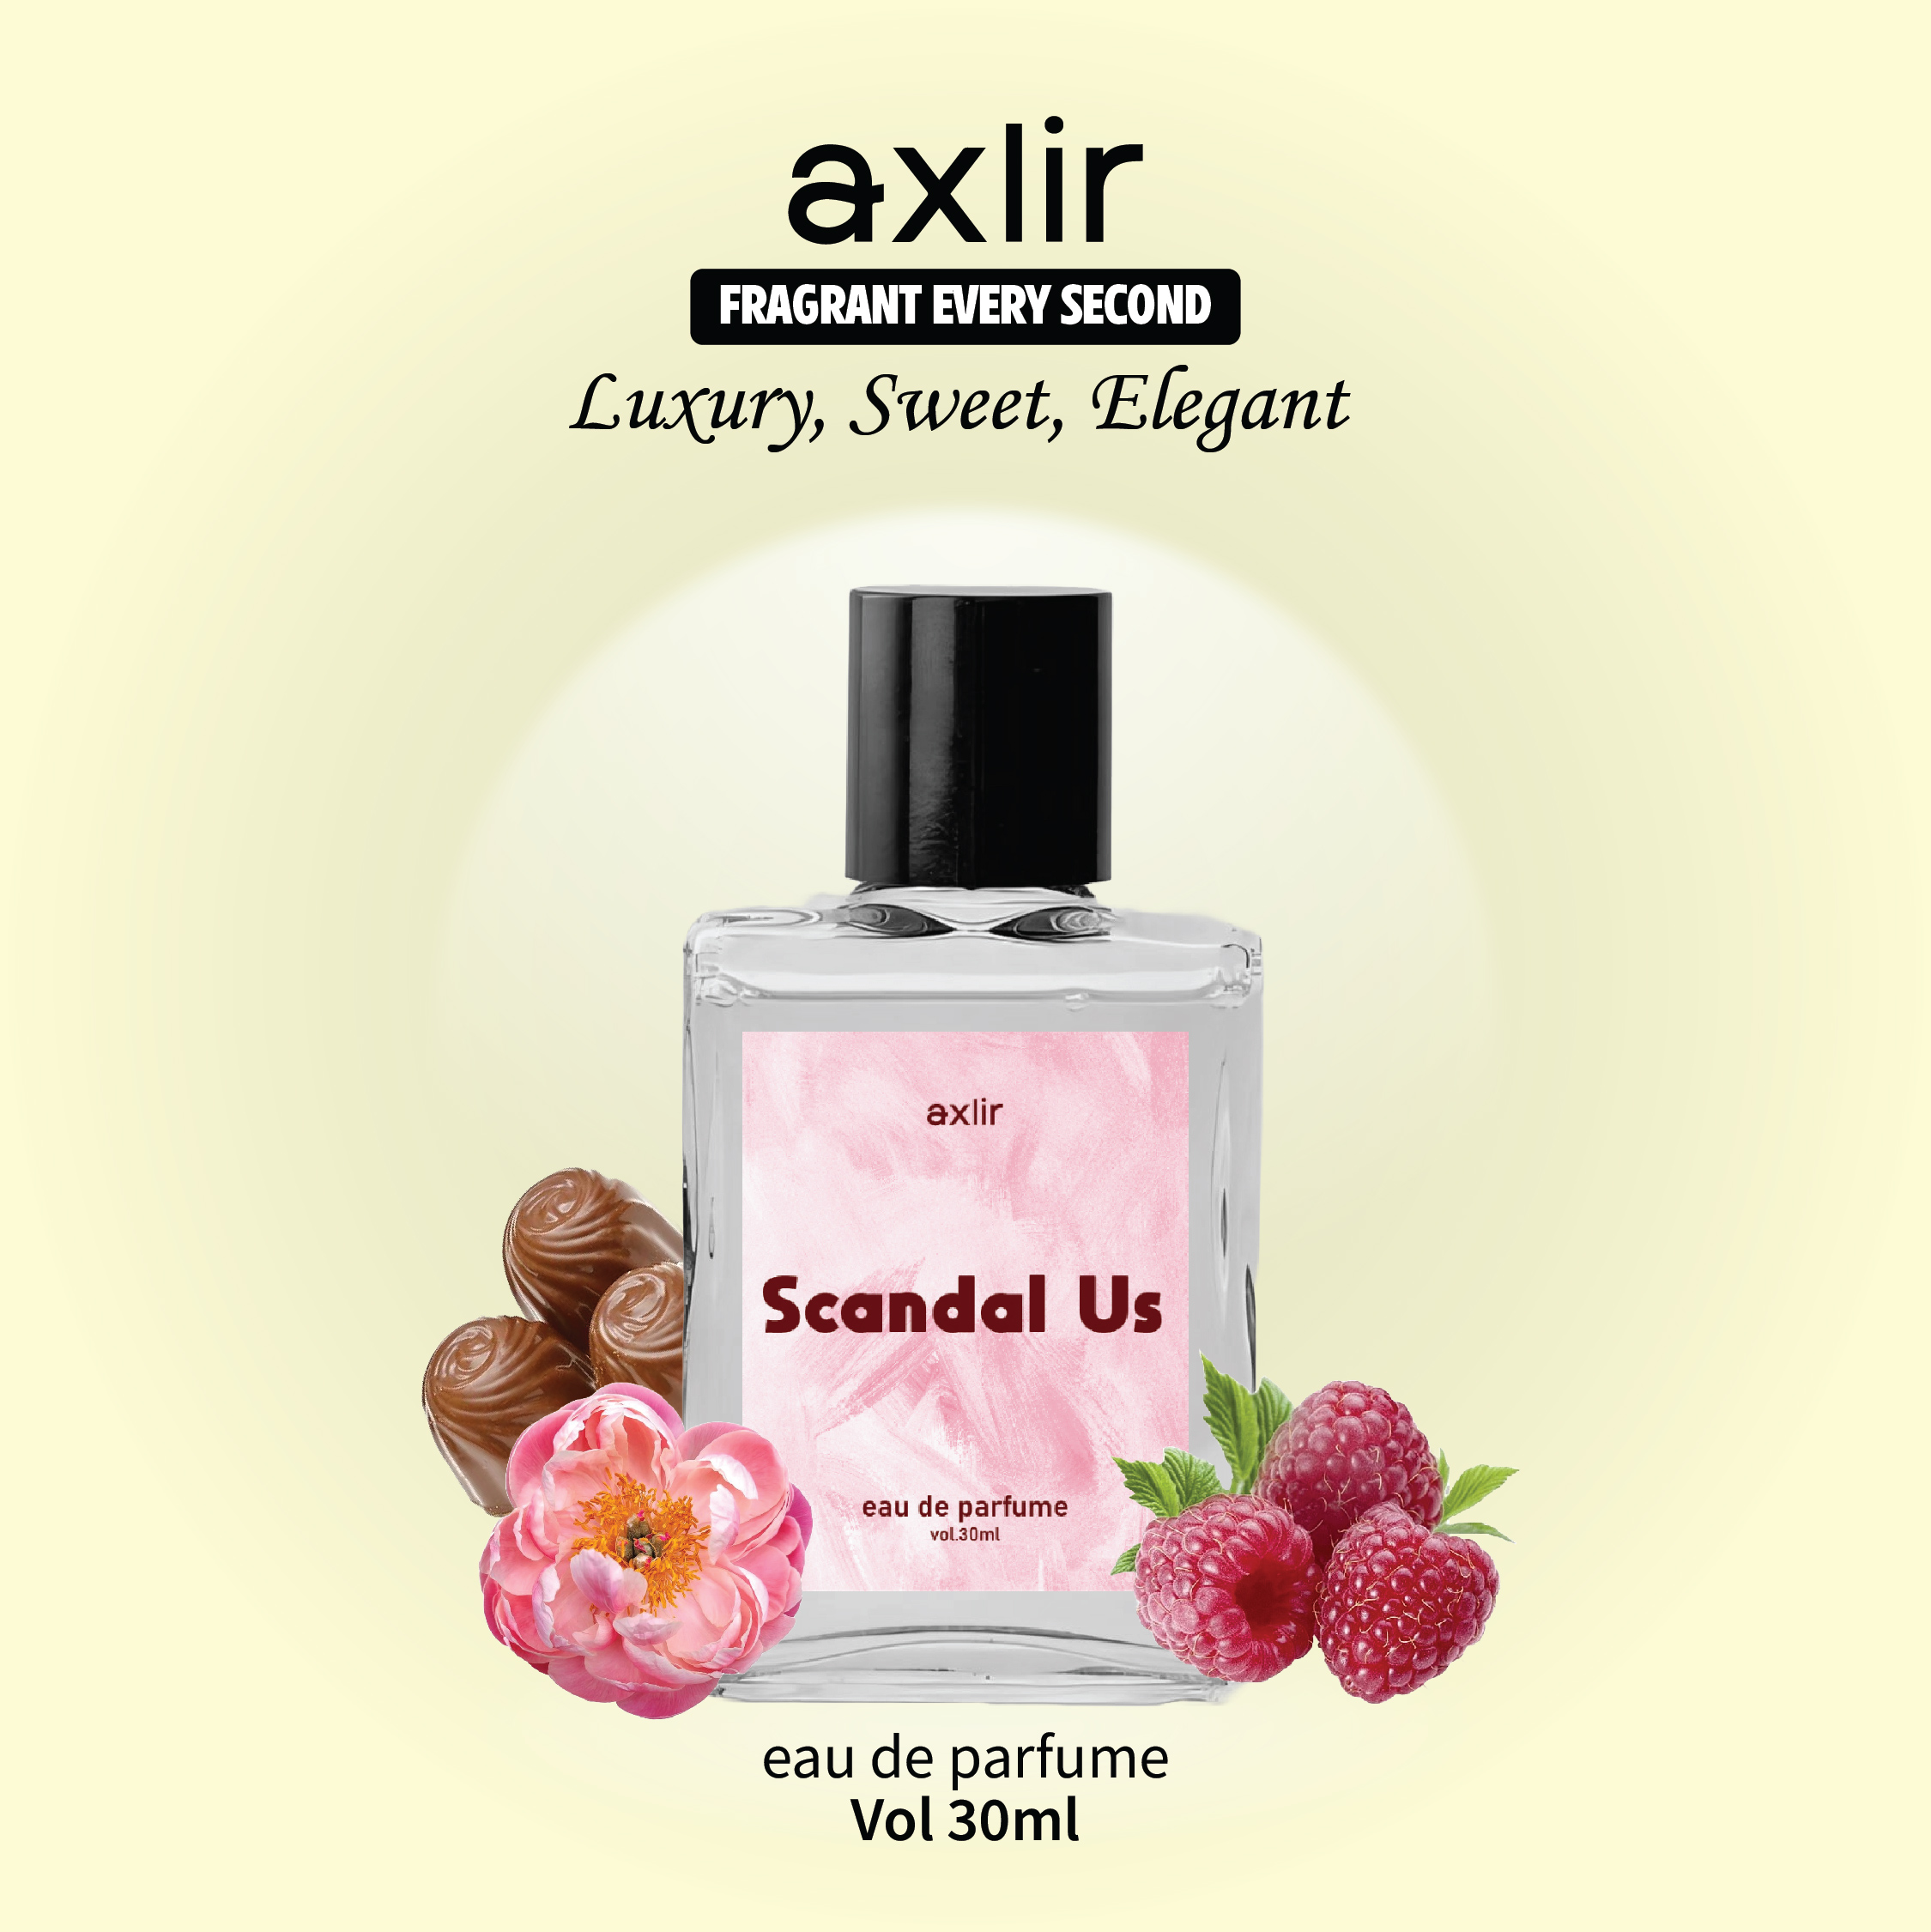 axlir
FRAGRANT EVERY SECOND
Luxury, Sweet, Elegant
axlir
Scandal Us
eau de parfume
vol.30ml
eau de parfume
Vol 30ml